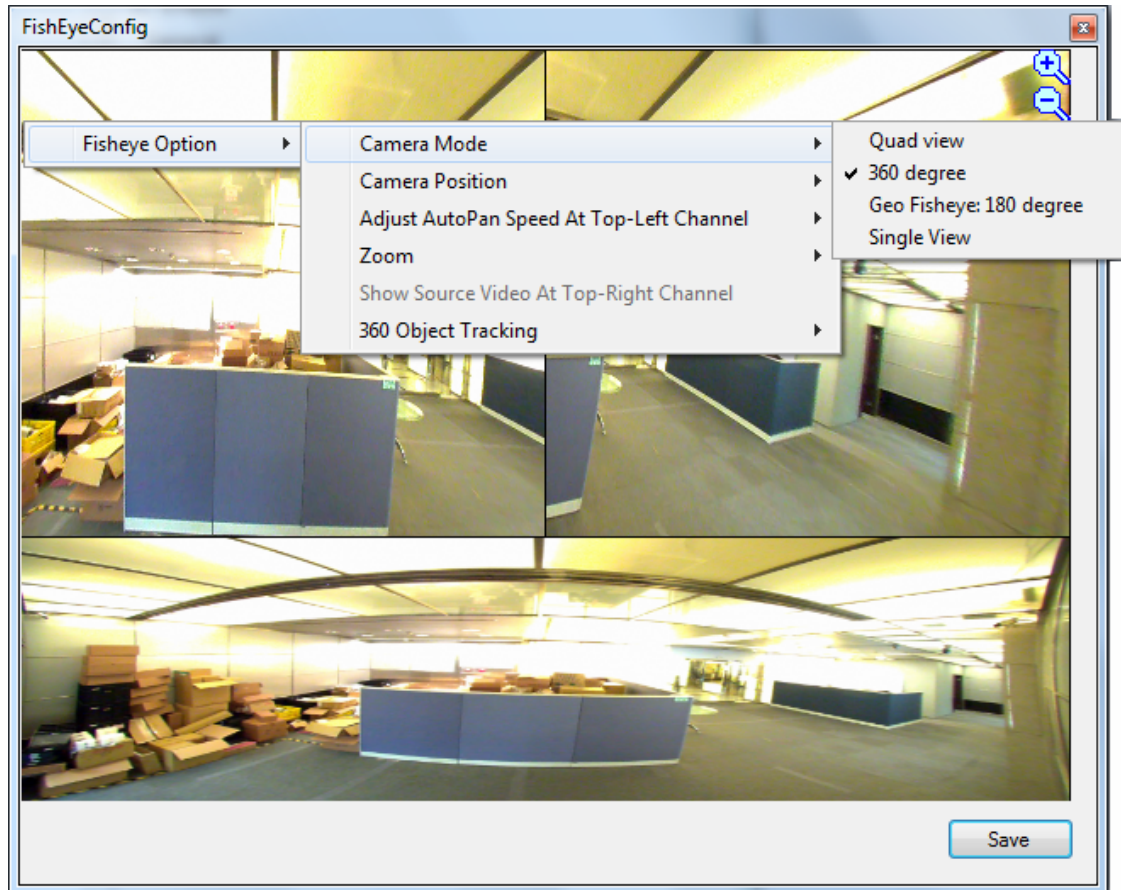 FishEyeConfig
Fisheye Option
Camera Mode
Camera Position
Adjust AutoPan Speed At Top-Left Channel
Zoom
Show Source Video At Top-Right Channel
360 Object Tracking
Quad view
360 degree
Geo Fisheye: 180 degree
Single View
Save